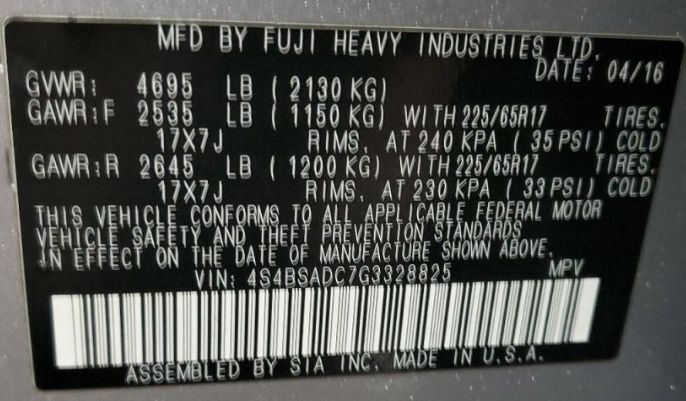 MFD BY FUJI HEAVY INDUSTRIES LTD.
DATE: 04/16
GVWR: 4695 LB ( 2130 KG)
GAWR:F 2535 LB ( 1150 KG) WITH 225/65R17 TIRES.
17X7J RIMS. AT 240 KPA ( 35 PSI) COLD
GAWR:R 2645 LB ( 1200 KG) WITH 225/65R17 TIRES.
17X7J RIMS. AT 230 KPA ( 33 PSI) COLD
THIS VEHICLE CONFORMS TO ALL APPLICABLE FEDERAL MOTOR
VEHICLE SAFETY AND THEFT PREVENTION STANDARDS
IN EFFECT ON THE DATE OF MANUFACTURE SHOWN ABOVE.
VIN: 4S4BSADC7G3328825 MPV
ASSEMBLED BY SIA INC. MADE IN U.S.A.